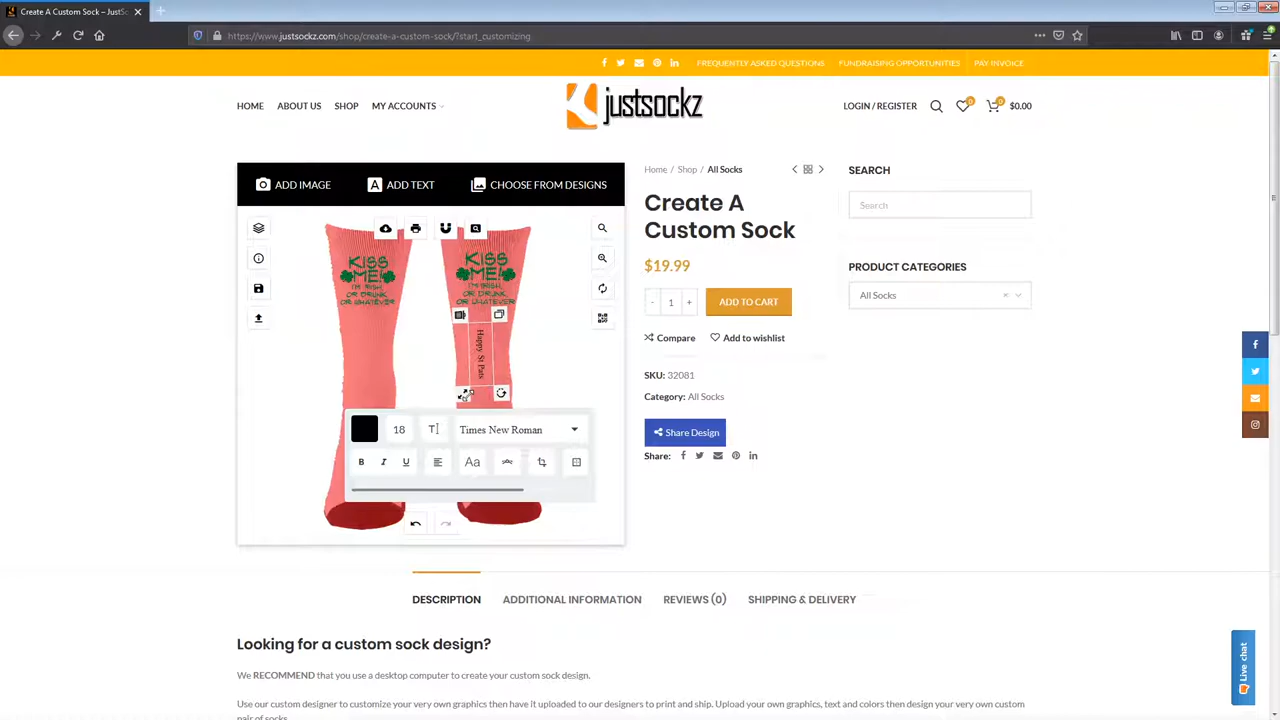 Create A Custom Sock – JustSc
https://www.justsockz.com/shop/create-a-custom-sock/?start_customizing
FREQUENTLY ASKED QUESTIONS
FUNDRAISING OPPORTUNITIES
PAY INVOICE
HOME
ABOUT US
SHOP
MY ACCOUNTS
justsockz
LOGIN / REGISTER
0
0
$0.00
ADD IMAGE
ADD TEXT
CHOOSE FROM DESIGNS
KISS
ME!
I'M IRISH,
OR DRUNK,
OR WHATEVER
KISS
ME!
I'M IRISH,
OR DRUNK,
OR WHATEVER
Happy St Pats
18
Times New Roman
B I U
Aa
Home / Shop / All Socks
Create A
Custom Sock
$19.99
- 1 +
ADD TO CART
Compare
Add to wishlist
SKU: 32081
Category: All Socks
Share Design
Share:
SEARCH
Search
PRODUCT CATEGORIES
All Socks
DESCRIPTION
ADDITIONAL INFORMATION
REVIEWS (0)
SHIPPING & DELIVERY
Looking for a custom sock design?
We RECOMMEND that you use a desktop computer to create your custom sock design.
Use our custom designer to customize your very own graphics then have it uploaded to our designers to print and ship. Upload your own graphics, text and colors then design your very own custom
pair of socks.
Live chat